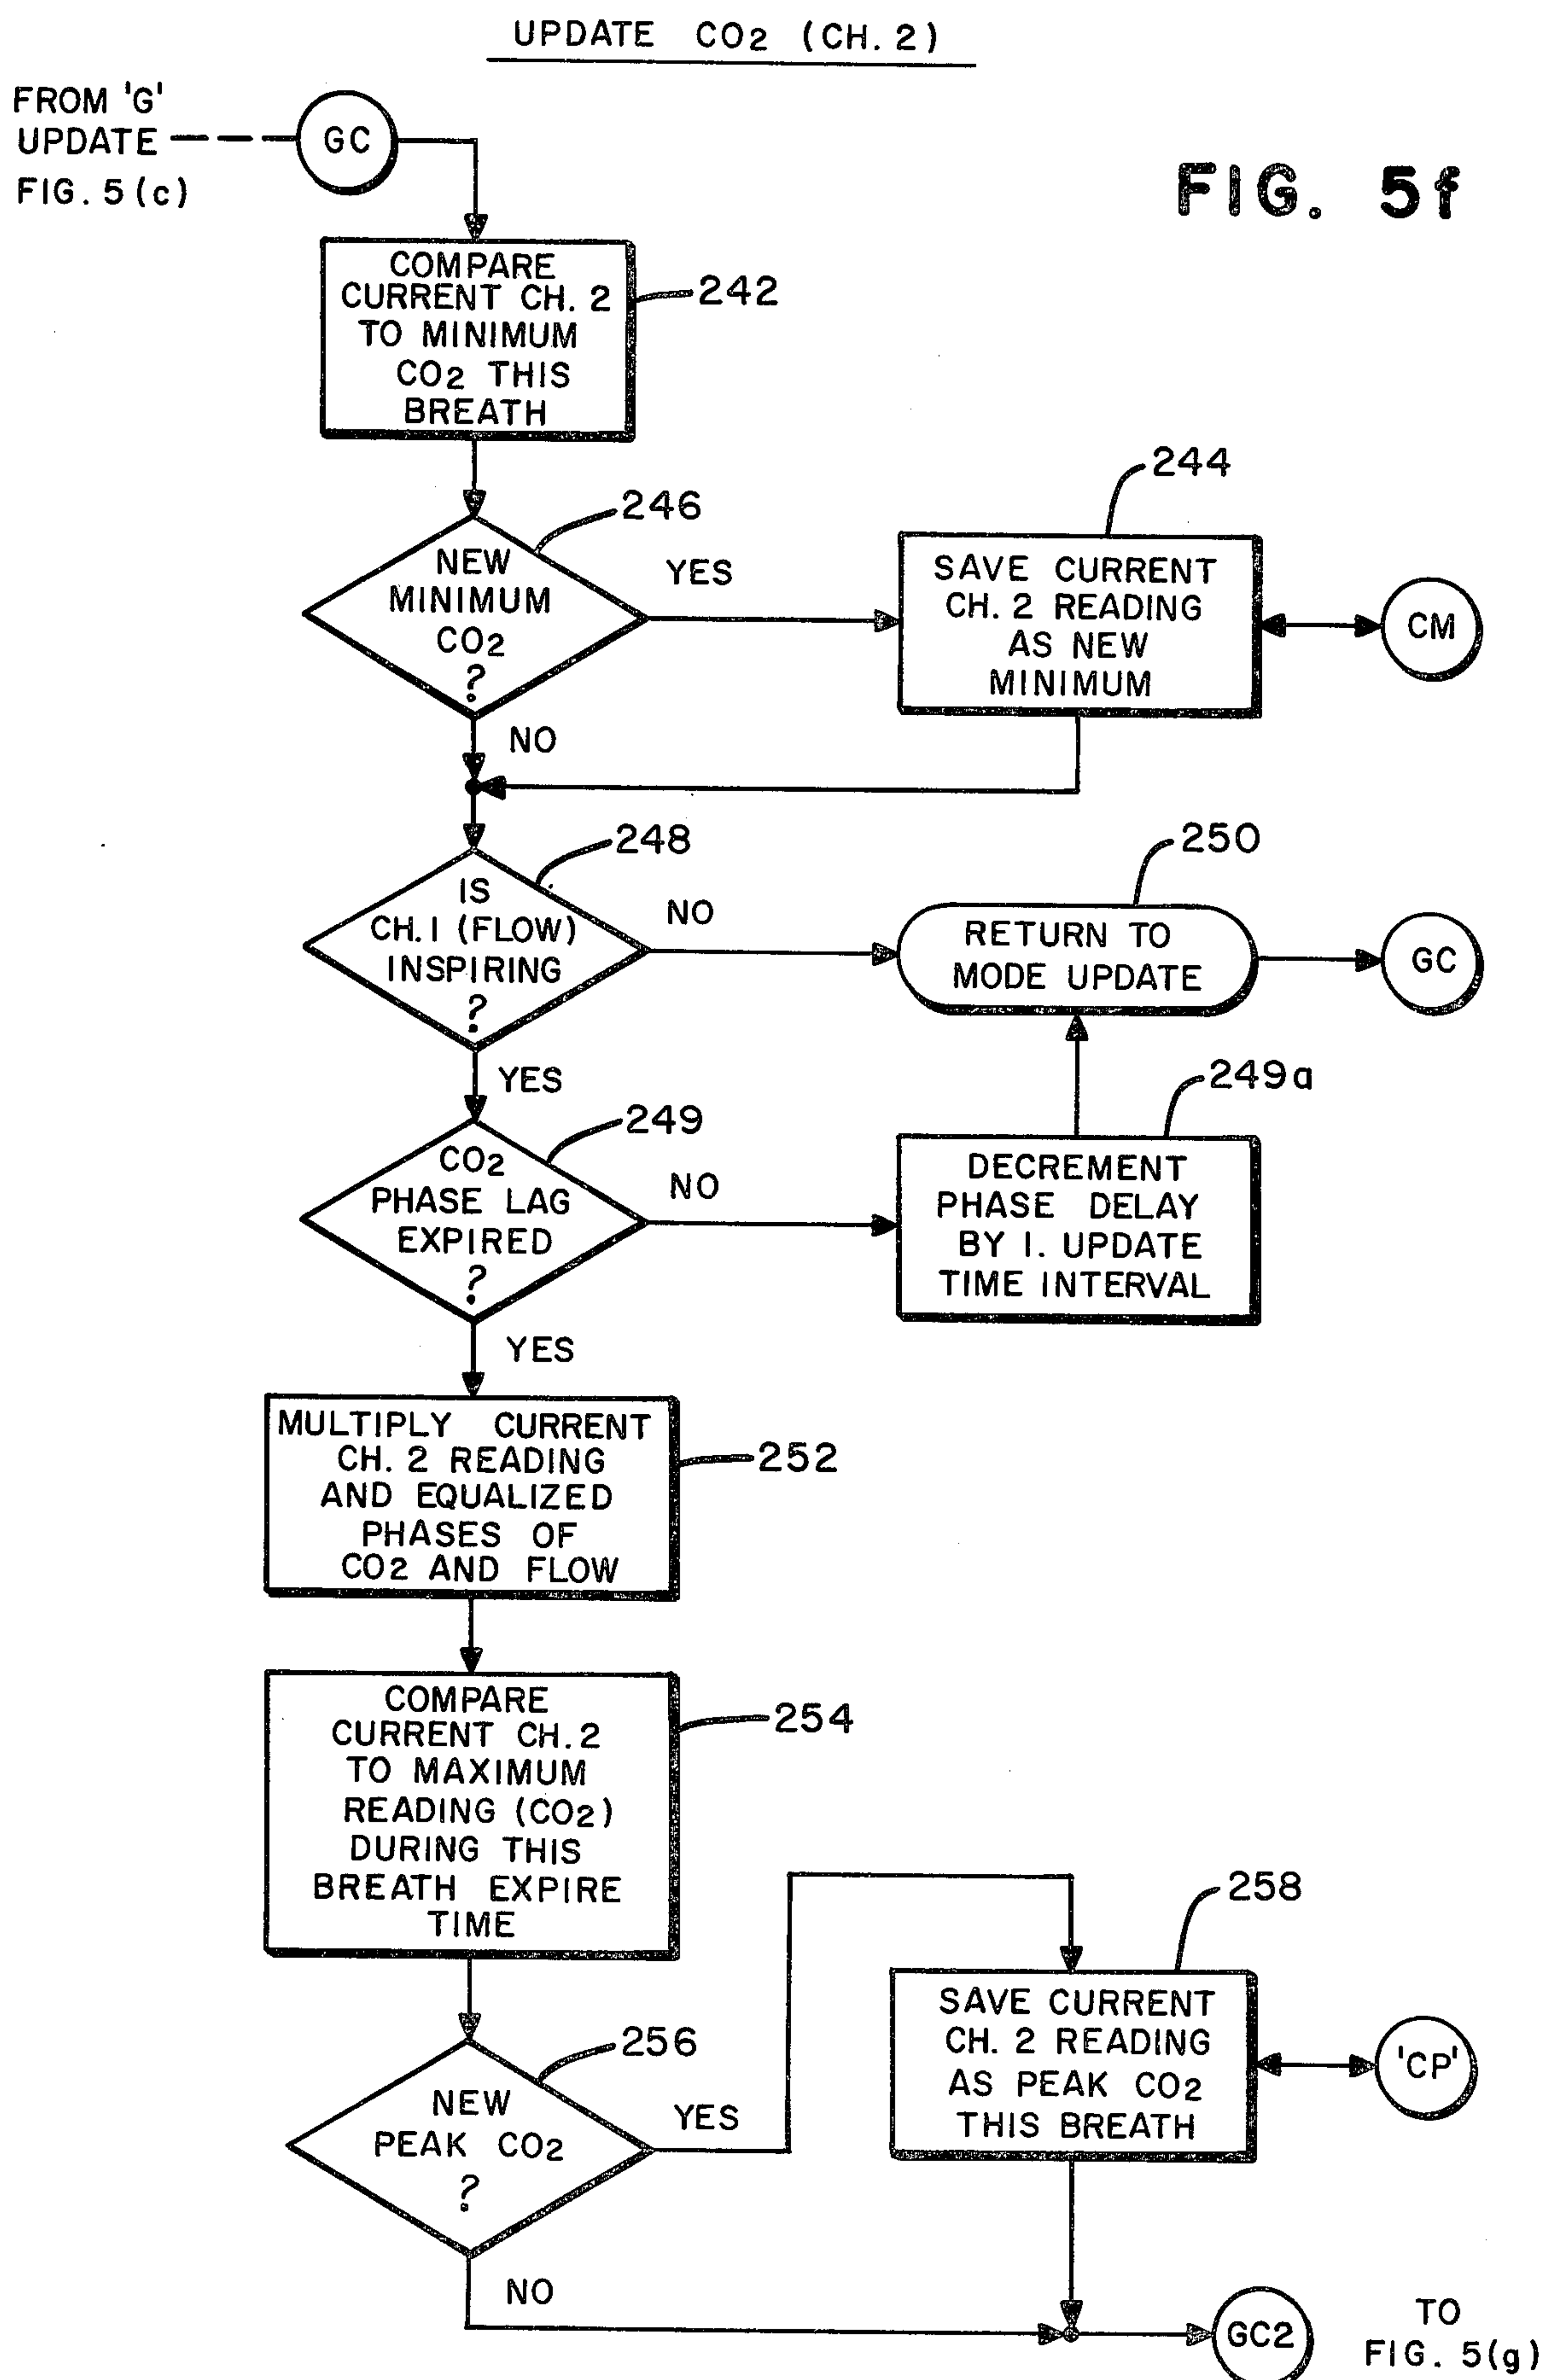 UPDATE CO2 (CH. 2)
FROM 'G'
UPDATE
FIG. 5 (c)
GC
FIG. 5f
COMPARE
CURRENT CH. 2
TO MINIMUM
CO2 THIS
BREATH
242
246
NEW
MINIMUM
CO2
?
YES
244
SAVE CURRENT
CH. 2 READING
AS NEW
MINIMUM
CM
NO
248
IS
CH. 1 (FLOW)
INSPIRING
?
NO
250
RETURN TO
MODE UPDATE
GC
YES
249
CO2
PHASE LAG
EXPIRED
?
NO
249a
DECREMENT
PHASE DELAY
BY 1. UPDATE
TIME INTERVAL
YES
MULTIPLY CURRENT
CH. 2 READING
AND EQUALIZED
PHASES OF
CO2 AND FLOW
252
COMPARE
CURRENT CH. 2
TO MAXIMUM
READING (CO2)
DURING THIS
BREATH EXPIRE
TIME
254
256
NEW
PEAK CO2
?
YES
258
SAVE CURRENT
CH. 2 READING
AS PEAK CO2
THIS BREATH
'CP'
NO
GC2
TO
FIG. 5(g)